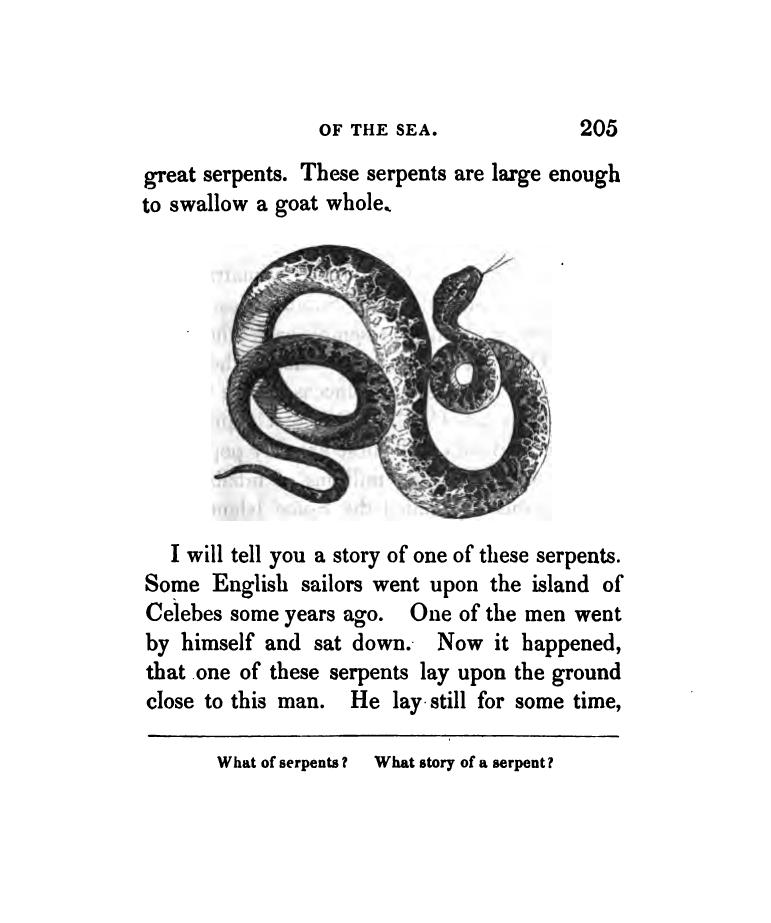 OF THE SEA. 205
great serpents. These serpents are large enough
to swallow a goat whole.
I will tell you a story of one of these serpents.
Some English sailors went upon the island of
Celebes some years ago. One of the men went
by himself and sat down. Now it happened,
that one of these serpents lay upon the ground
close to this man. He lay still for some time,
What of serpents? What story of a serpent?